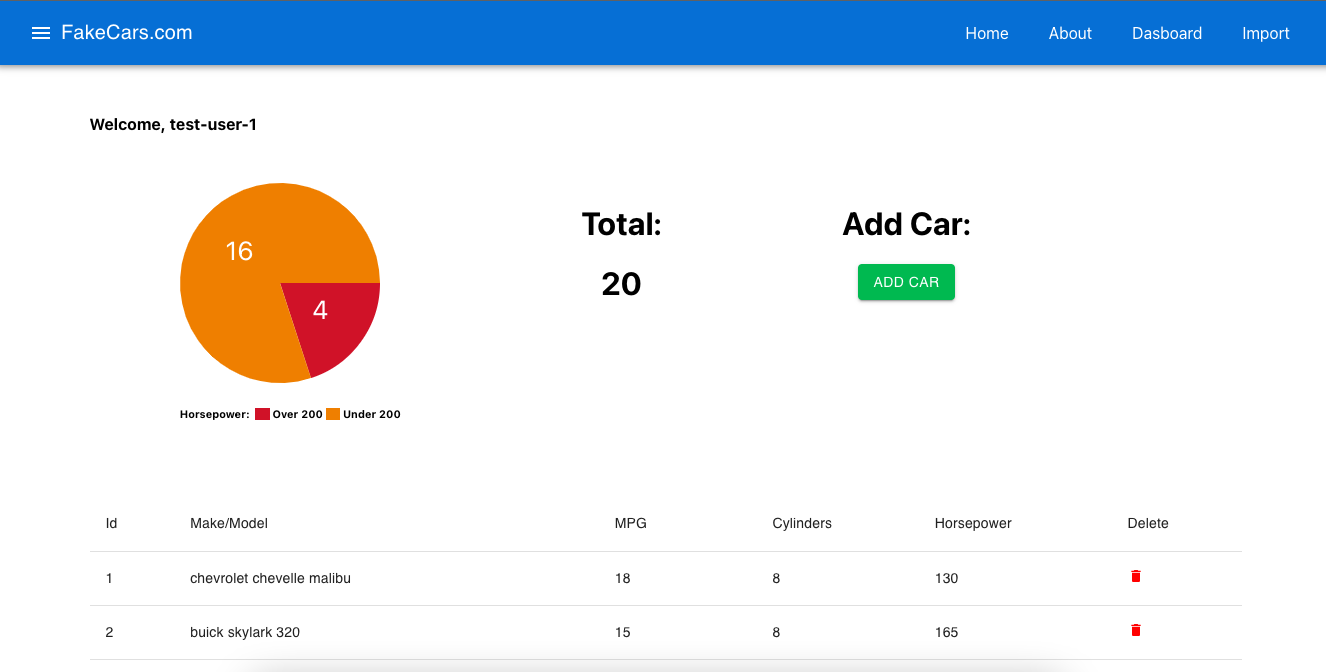 FakeCars.com Home About Dasboard Import
Welcome, test-user-1
16
4
Horsepower: Over 200 Under 200
Total:
20
Add Car:
ADD CAR
Id Make/Model MPG Cylinders Horsepower Delete
1 chevrolet chevelle malibu 18 8 130
2 buick skylark 320 15 8 165